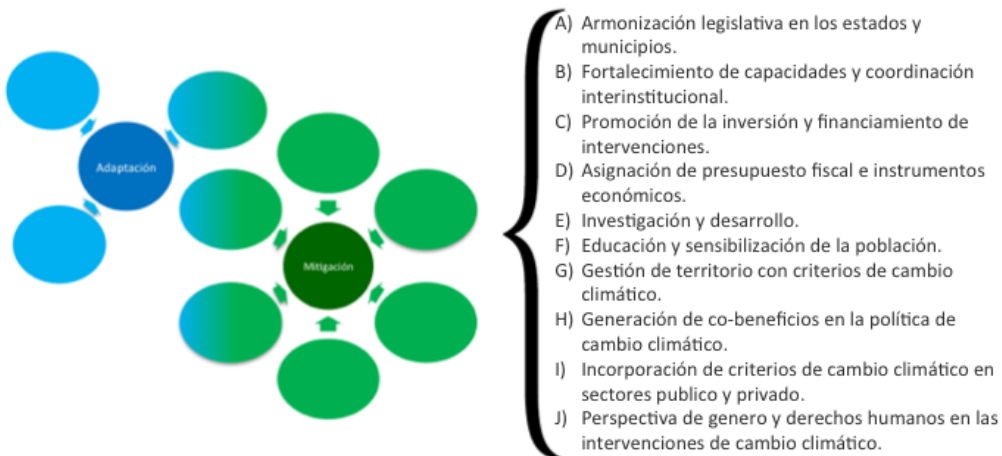 Adaptación
Mitigación
A) Armonización legislativa en los estados y
municipios.
B) Fortalecimiento de capacidades y coordinación
interinstitucional.
C) Promoción de la inversión y financiamiento de
intervenciones.
D) Asignación de presupuesto fiscal e instrumentos
económicos.
E) Investigación y desarrollo.
F) Educación y sensibilización de la población.
G) Gestión de territorio con criterios de cambio
climático.
H) Generación de co-beneficios en la política de
cambio climático.
I) Incorporación de criterios de cambio climático en
sectores publico y privado.
J) Perspectiva de genero y derechos humanos en las
intervenciones de cambio climático.